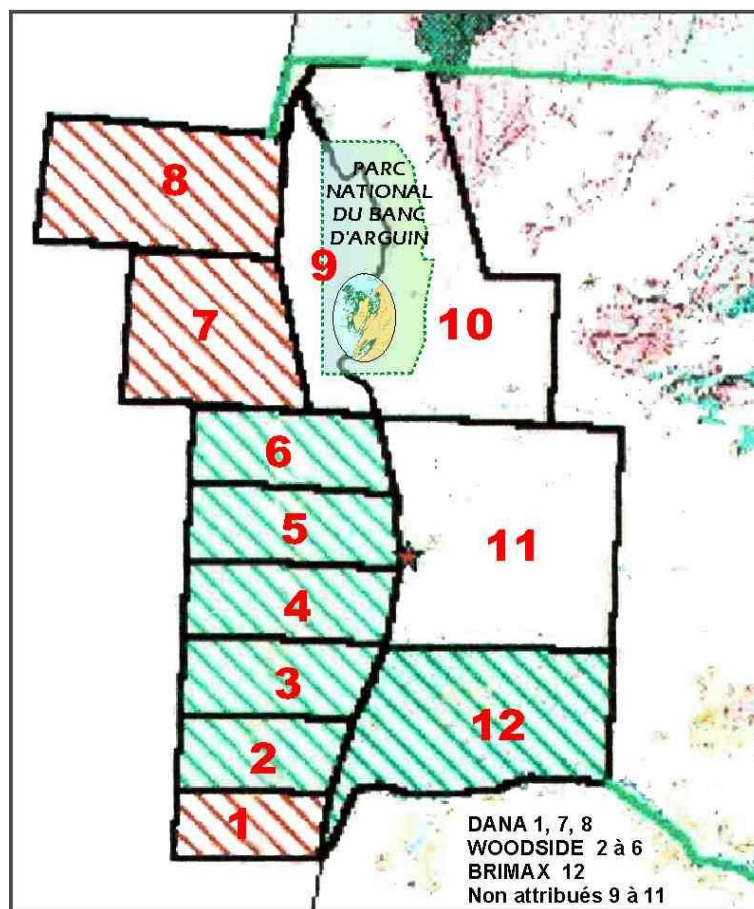 8
PARC
NATIONAL
DU BANC
D'ARGUIN
9
7
10
6
5
11
4
3
12
2
1
DANA 1, 7, 8
WOODSIDE 2 à 6
BRIMAX 12
Non attribués 9 à 11